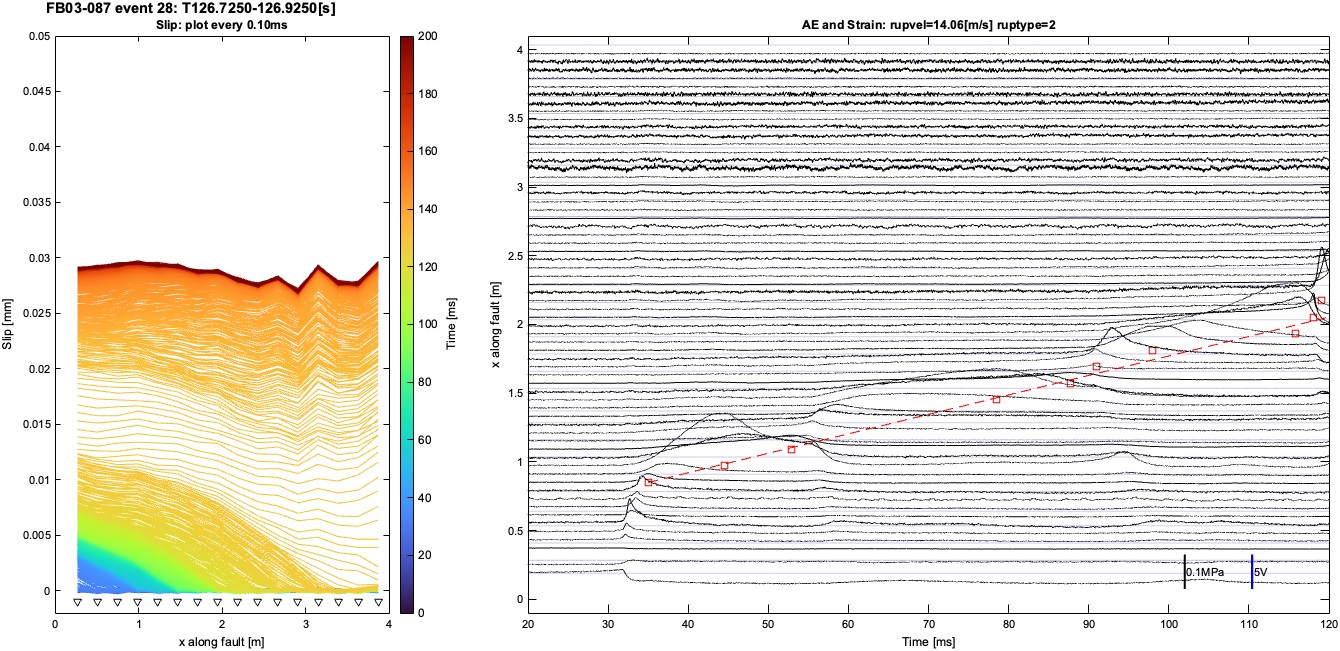 FB03-087 event 28: T126.7250-126.9250[s]
Slip: plot every 0.10ms
0.05
0.045
0.04
0.035
0.03
0.025
0.02
0.015
0.01
0.005
0
Slip [mm]
0 1 2 3 4
x along fault [m]
200
180
160
140
120
100
80
60
40
20
0
Time [ms]
AE and Strain: rupvel=14.06[m/s] ruptype=2
4
3.5
3
2.5
2
1.5
1
0.5
0
x along fault [m]
0.1MPa 5V
20 30 40 50 60 70 80 90 100 110 120
Time [ms]